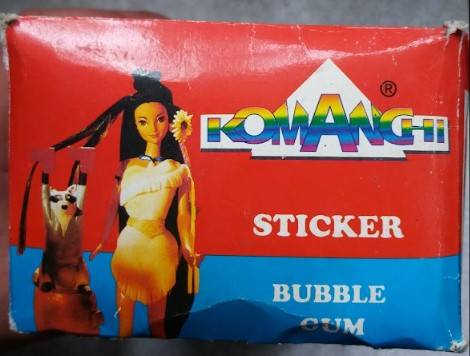 KOMANCHI ®
STICKER
BUBBLE
GUM